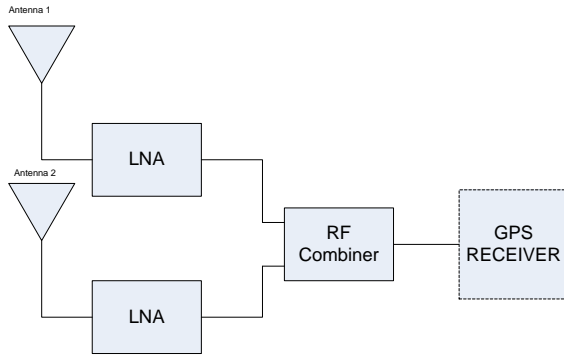 Antenna 1
LNA
Antenna 2
RF
Combiner
GPS
RECEIVER
LNA